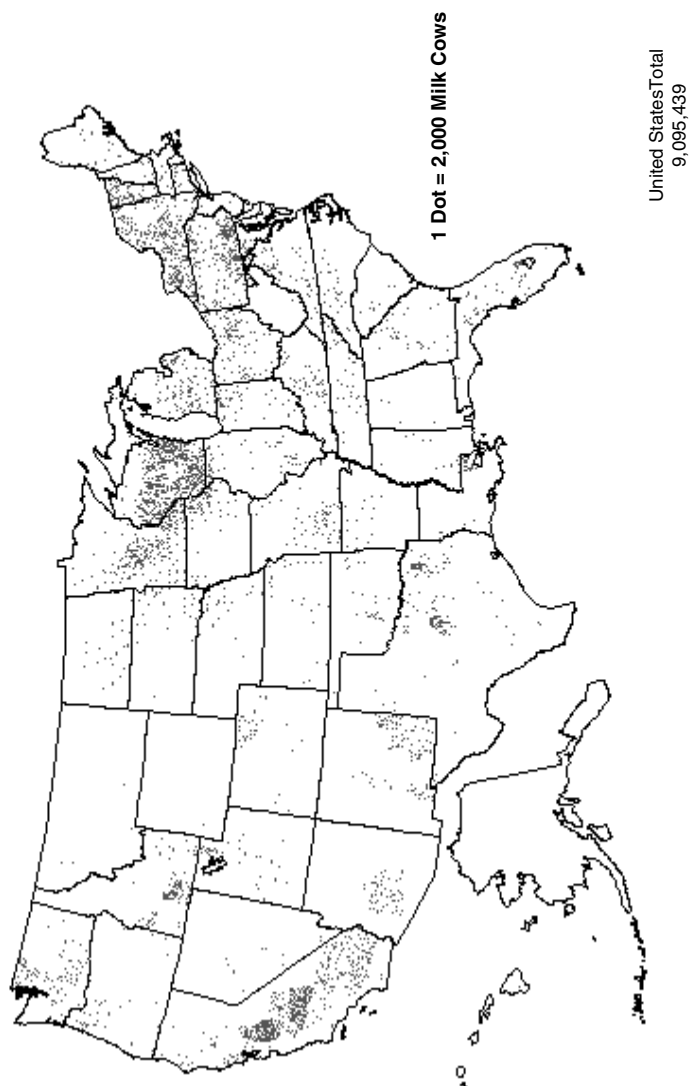 1 Dot = 2,000 Milk Cows
United StatesTotal
9,095,439